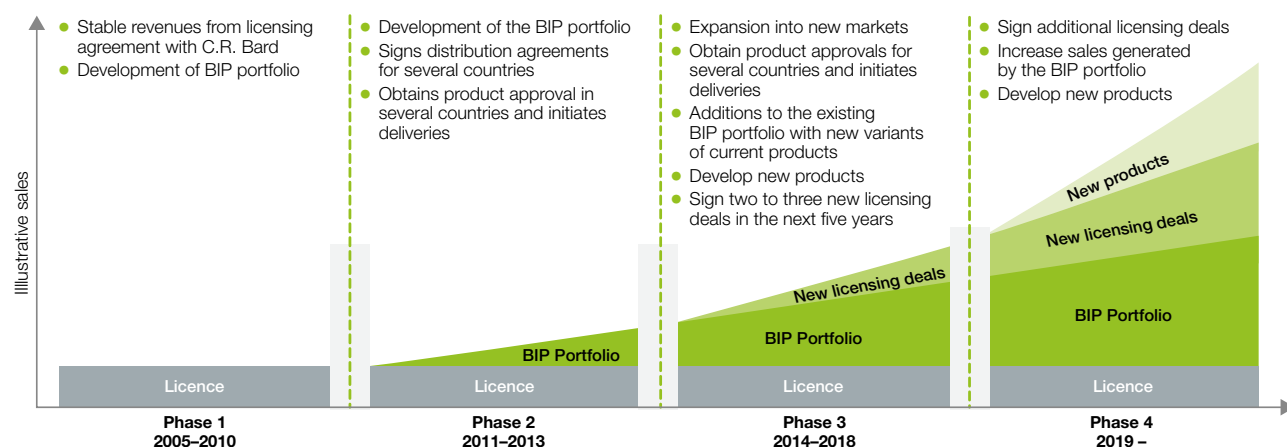 Stable revenues from licensing
agreement with C.R. Bard
Development of BIP portfolio
Development of the BIP portfolio
Signs distribution agreements
for several countries
Obtains product approval in
several countries and initiates
deliveries
Expansion into new markets
Obtain product approvals for
several countries and initiates
deliveries
Additions to the existing
BIP portfolio with new variants
of current products
Develop new products
Sign two to three new licensing
deals in the next five years
Sign additional licensing deals
Increase sales generated
by the BIP portfolio
Develop new products
Illlustrative sales
New products
New licensing deals
New licensing deals
BIP Portfolio
BIP Portfolio
BIP Portfolio
Licence
Licence
Licence
Licence
Phase 1
2005–2010
Phase 2
2011–2013
Phase 3
2014–2018
Phase 4
2019 –